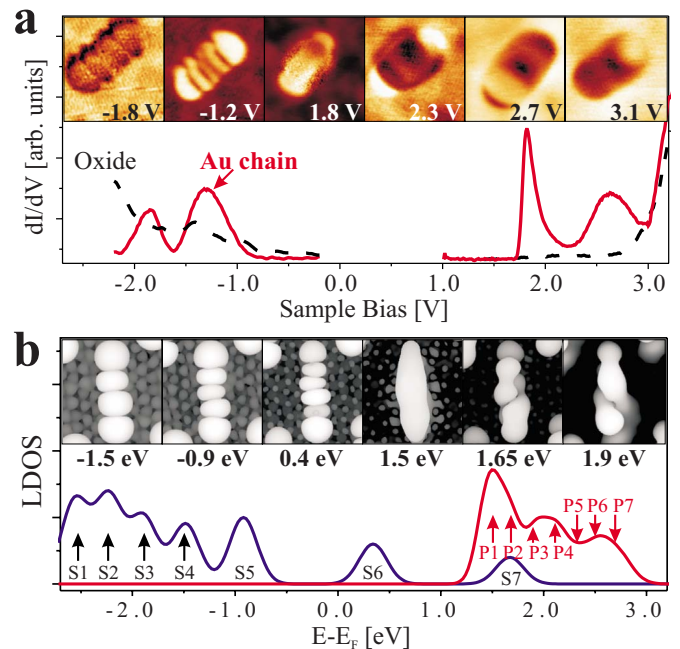 a
-1.8 V -1.2 V 1.8 V 2.3 V 2.7 V 3.1 V
dI/dV [arb. units]
Oxide
Au chain
-2.0 -1.0 0.0 1.0 2.0 3.0
Sample Bias [V]
b
-1.5 eV -0.9 eV 0.4 eV 1.5 eV 1.65 eV 1.9 eV
LDOS
P5 P6 P7
P1 P2 P3 P4
S1 S2 S3 S4 S5 S6 S7
-2.0 -1.0 0.0 1.0 2.0 3.0
E-EF [eV]